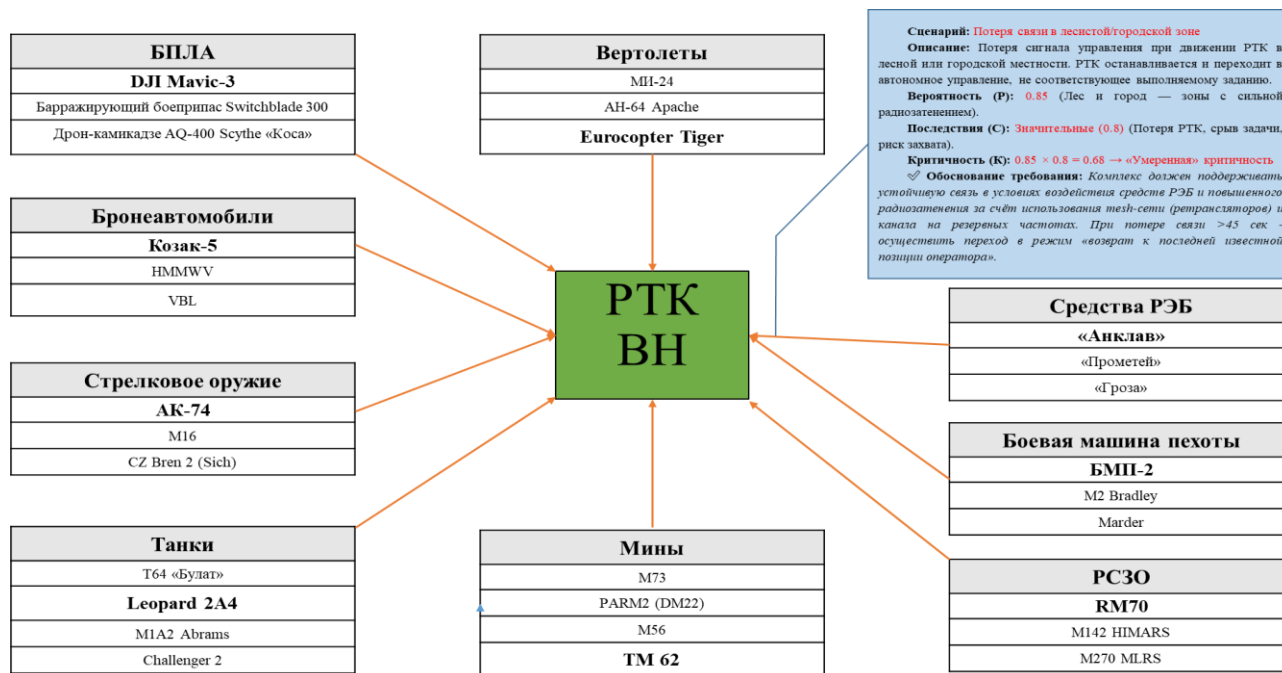 БПЛА
DJI Mavic-3
Барражирующий боеприпас Switchblade 300
Дрон-камикадзе AQ-400 Scythe «Коса»
Вертолеты
МИ-24
AH-64 Apache
Eurocopter Tiger
Сценарий: Потеря связи в лесистой/городской зоне
Описание: Потеря сигнала управления при движении РТК в
лесной или городской местности. РТК останавливается и переходит в
автономное управление, не соответствующее выполняемому заданию.
Вероятность (P): 0.85 (Лес и город — зоны с сильной
радиозатенением).
Последствия (C): Значительные (0.8) (Потеря РТК, срыв задачи,
риск захвата).
Критичность (K): 0.85 × 0.8 = 0.68 → «Умеренная» критичность
✅ Обоснование требования: Комплекс должен поддерживать
устойчивую связь в условиях воздействия средств РЭБ и повышенного
радиозатенения за счёт использования mesh-сети (ретрансляторов) и
канала на резервных частотах. При потере связи >45 сек -
осуществить переход в режим «возврат к последней известной
позиции оператора».
Бронеавтомобили
Козак-5
HMMWV
VBL
РТК
ВН
Средства РЭБ
«Анклав»
«Прометей»
«Гроза»
Стрелковое оружие
АК-74
M16
CZ Bren 2 (Sich)
Боевая машина пехоты
БМП-2
M2 Bradley
Marder
Танки
Т64 «Булат»
Leopard 2A4
M1A2 Abrams
Challenger 2
Мины
M73
PARM2 (DM22)
M56
TM 62
РСЗО
RM70
M142 HIMARS
M270 MLRS